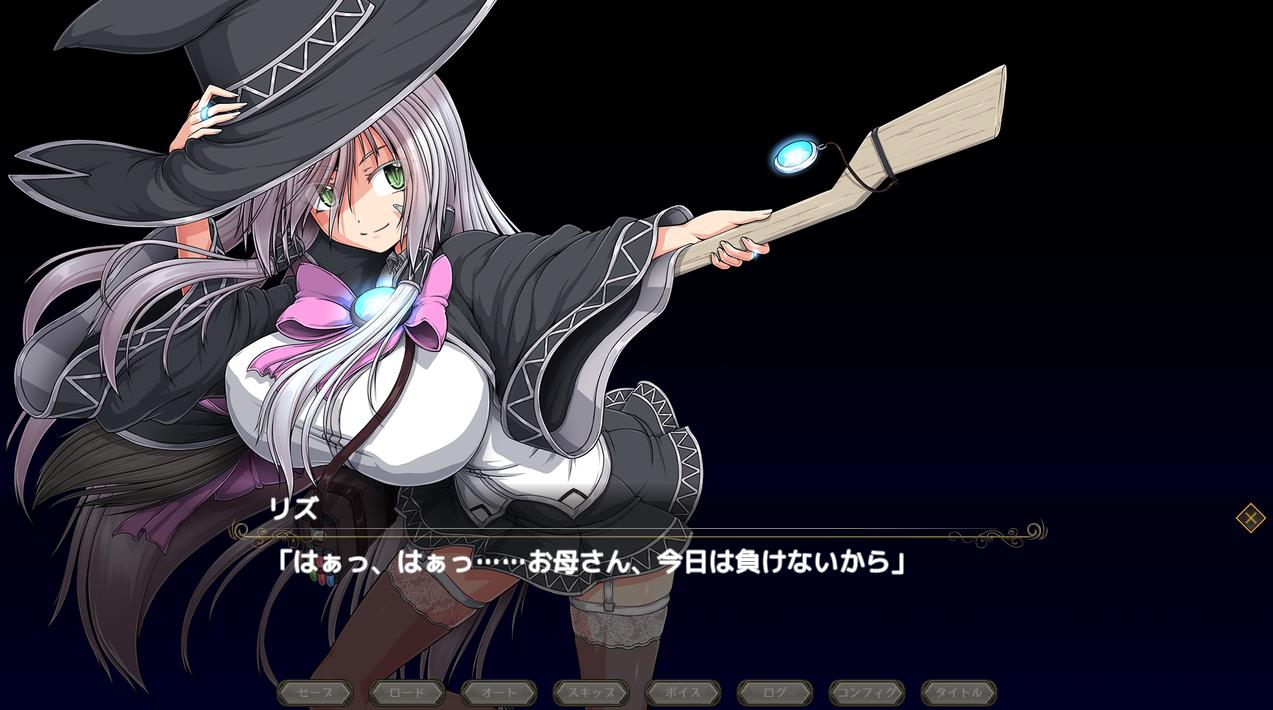 リズ
「はぁっ、はぁっ……お母さん、今日は負けないから」
セーブ ロード オート スキップ ボイス ログ コンフィグ タイトル